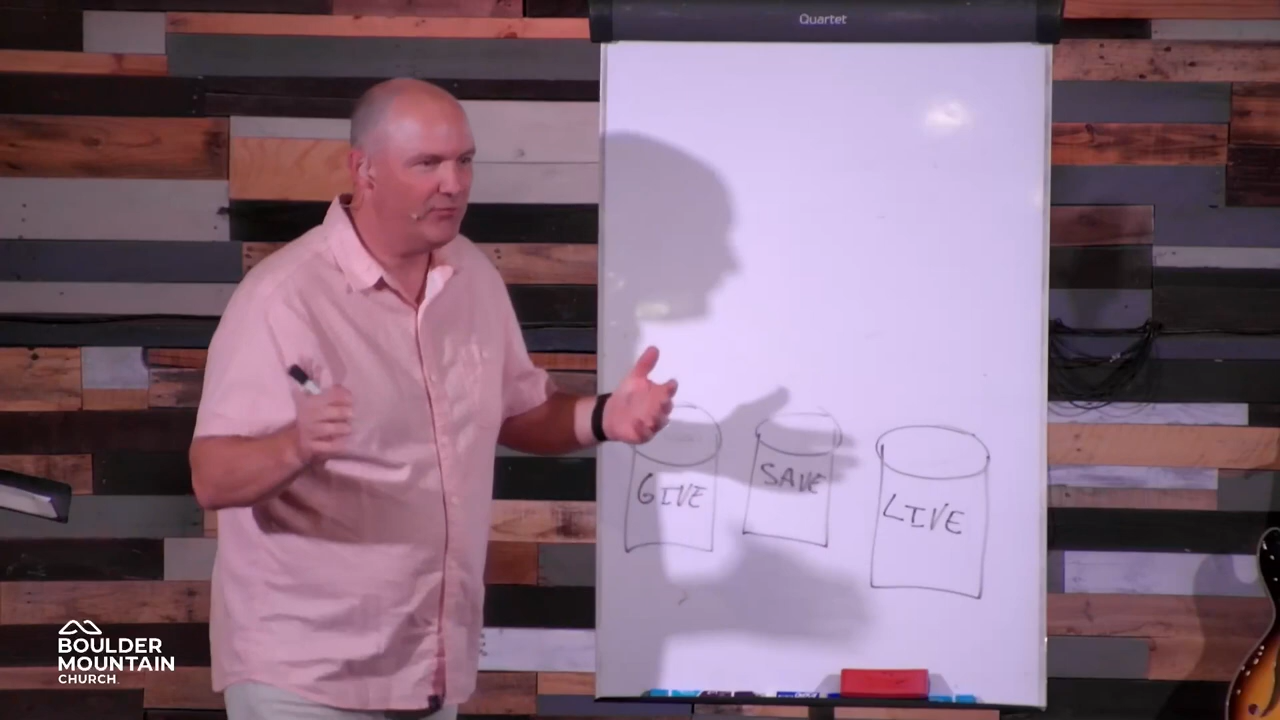 Quartet
GIVE
SAVE
LIVE
BOULDER
MOUNTAIN
CHURCH